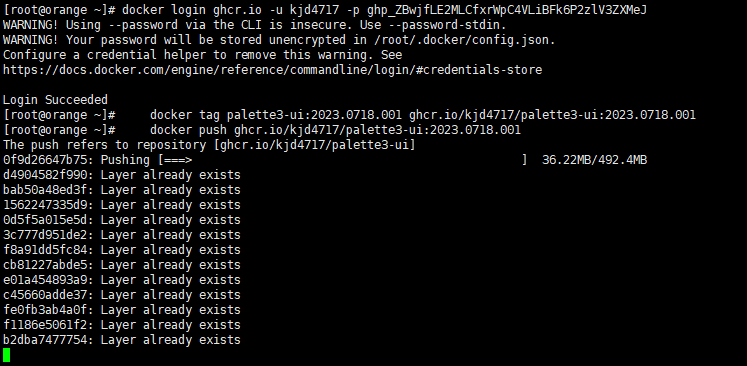 [root@orange ~]# docker login ghcr.io -u kjd4717 -p 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
WARNING! Using --password via the CLI is insecure. Use --password-stdin.
WARNING! Your password will be stored unencrypted in /root/.docker/config.json.
Configure a credential helper to remove this warning. See
https://docs.docker.com/engine/reference/commandline/login/#credentials-store

Login Succeeded
[root@orange ~]#     docker tag palette3-ui:2023.0718.001 ghcr.io/kjd4717/palette3-ui:2023.0718.001
[root@orange ~]#     docker push ghcr.io/kjd4717/palette3-ui:2023.0718.001
The push refers to repository [ghcr.io/kjd4717/palette3-ui]
0f9d26647b75: Pushing [===>                                               ]  36.22MB/492.4MB
d4904582f990: Layer already exists
bab50a48ed3f: Layer already exists
1562247335d9: Layer already exists
0d5f5a015e5d: Layer already exists
3c777d951de2: Layer already exists
f8a91dd5fc84: Layer already exists
cb81227abde5: Layer already exists
e01a454893a9: Layer already exists
c45660adde37: Layer already exists
fe0fb3ab4a0f: Layer already exists
f1186e5061f2: Layer already exists
b2dba7477754: Layer already exists